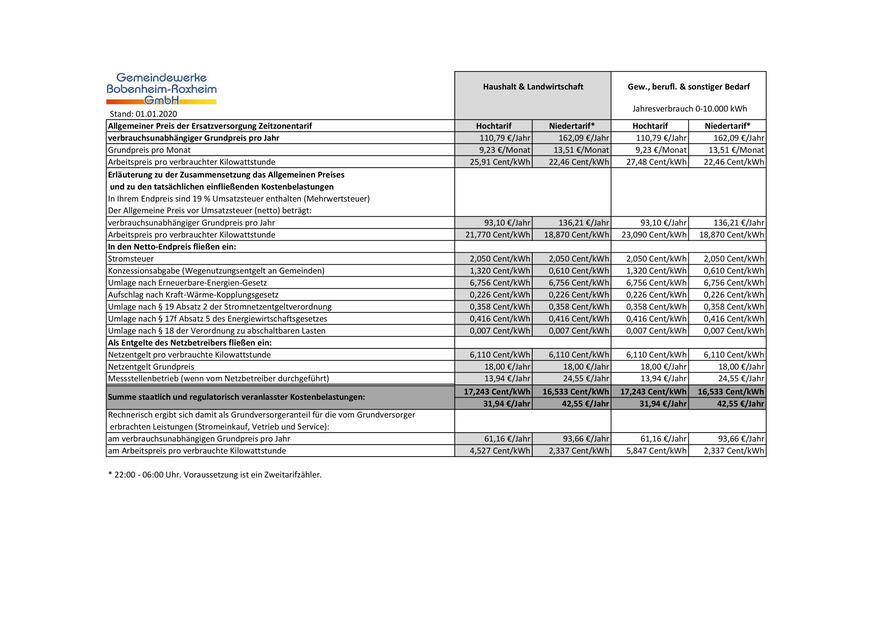 Gemeindewerke
Bobenheim-Roxheim
GmbH
Stand: 01.01.2020
Haushalt & Landwirtschaft Gew., berufl. & sonstiger Bedarf
Jahresverbrauch 0-10.000 kWh
Allgemeiner Preis der Ersatzversorgung Zeitzonentarif Hochtarif Niedertarif* Hochtarif Niedertarif*
verbrauchsunabhängiger Grundpreis pro Jahr 110,79 €/Jahr 162,09 €/Jahr 110,79 €/Jahr 162,09 €/Jahr
Grundpreis pro Monat 9,23 €/Monat 13,51 €/Monat 9,23 €/Monat 13,51 €/Monat
Arbeitspreis pro verbrauchter Kilowattstunde 25,91 Cent/kWh 22,46 Cent/kWh 27,48 Cent/kWh 22,46 Cent/kWh
Erläuterung zu der Zusammensetzung das Allgemeinen Preises
und zu den tatsächlichen einfließenden Kostenbelastungen
In Ihrem Endpreis sind 19 % Umsatzsteuer enthalten (Mehrwertsteuer)
Der Allgemeine Preis vor Umsatzsteuer (netto) beträgt:
verbrauchsunabhängiger Grundpreis pro Jahr 93,10 €/Jahr 136,21 €/Jahr 93,10 €/Jahr 136,21 €/Jahr
Arbeitspreis pro verbrauchter Kilowattstunde 21,770 Cent/kWh 18,870 Cent/kWh 23,090 Cent/kWh 18,870 Cent/kWh
In den Netto-Endpreis fließen ein:
Stromsteuer 2,050 Cent/kWh 2,050 Cent/kWh 2,050 Cent/kWh 2,050 Cent/kWh
Konzessionsabgabe (Wegenutzungsentgelt an Gemeinden) 1,320 Cent/kWh 0,610 Cent/kWh 1,320 Cent/kWh 0,610 Cent/kWh
Umlage nach Erneuerbare-Energien-Gesetz 6,756 Cent/kWh 6,756 Cent/kWh 6,756 Cent/kWh 6,756 Cent/kWh
Aufschlag nach Kraft-Wärme-Kopplungsgesetz 0,226 Cent/kWh 0,226 Cent/kWh 0,226 Cent/kWh 0,226 Cent/kWh
Umlage nach § 19 Absatz 2 der Stromnetzentgeltverordnung 0,358 Cent/kWh 0,358 Cent/kWh 0,358 Cent/kWh 0,358 Cent/kWh
Umlage nach § 17f Absatz 5 des Energiewirtschaftsgesetzes 0,416 Cent/kWh 0,416 Cent/kWh 0,416 Cent/kWh 0,416 Cent/kWh
Umlage nach § 18 der Verordnung zu abschaltbaren Lasten 0,007 Cent/kWh 0,007 Cent/kWh 0,007 Cent/kWh 0,007 Cent/kWh
Als Entgelte des Netzbetreibers fließen ein:
Netzentgelt pro verbrauchte Kilowattstunde 6,110 Cent/kWh 6,110 Cent/kWh 6,110 Cent/kWh 6,110 Cent/kWh
Netzentgelt Grundpreis 18,00 €/Jahr 18,00 €/Jahr 18,00 €/Jahr 18,00 €/Jahr
Messstellenbetrieb (wenn vom Netzbetreiber durchgeführt) 13,94 €/Jahr 24,55 €/Jahr 13,94 €/Jahr 24,55 €/Jahr
Summe staatlich und regulatorisch veranlasster Kostenbelastungen: 17,243 Cent/kWh 16,533 Cent/kWh 17,243 Cent/kWh 16,533 Cent/kWh
31,94 €/Jahr 42,55 €/Jahr 31,94 €/Jahr 42,55 €/Jahr
Rechnerisch ergibt sich damit als Grundversorgeranteil für die vom Grundversorger
erbrachten Leistungen (Stromeinkauf, Vetrieb und Service):
am verbrauchsunabhängigen Grundpreis pro Jahr 61,16 €/Jahr 93,66 €/Jahr 61,16 €/Jahr 93,66 €/Jahr
am Arbeitspreis pro verbrauchte Kilowattstunde 4,527 Cent/kWh 2,337 Cent/kWh 5,847 Cent/kWh 2,337 Cent/kWh
* 22:00 - 06:00 Uhr. Voraussetzung ist ein Zweitarifzähler.